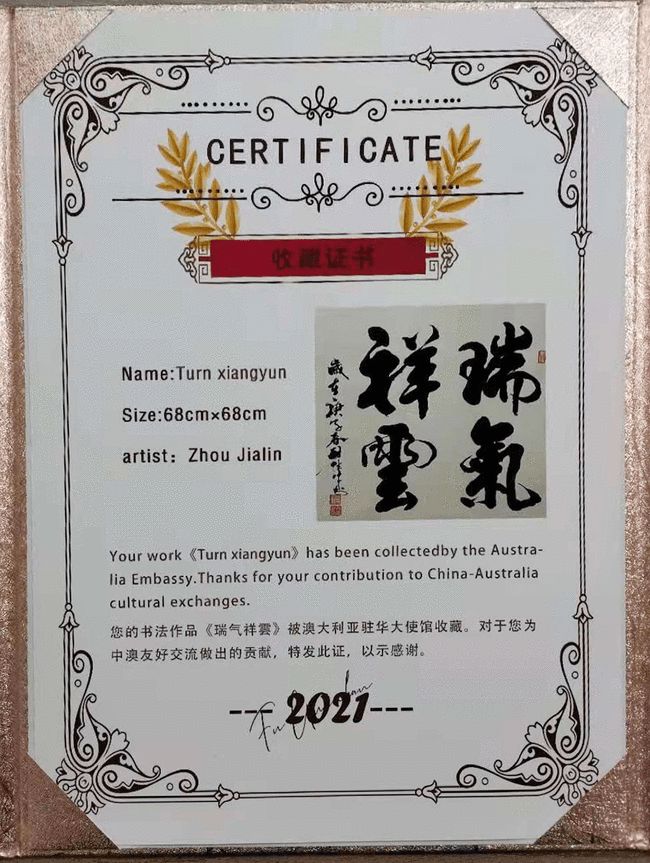 CERTIFICATE
收藏证书
Name:Turn xiangyun
Size:68cm×68cm
artist：Zhou Jialin
瑞氣
祥雲
Your work《Turn xiangyun》has been collectedby the Austra-
lia Embassy.Thanks for your contribution to China-Australia
cultural exchanges.
您的书法作品《瑞气祥雲》被澳大利亚驻华大使馆收藏。对于您为
中澳友好交流做出的贡献，特发此证，以示感谢。
--- 2021---